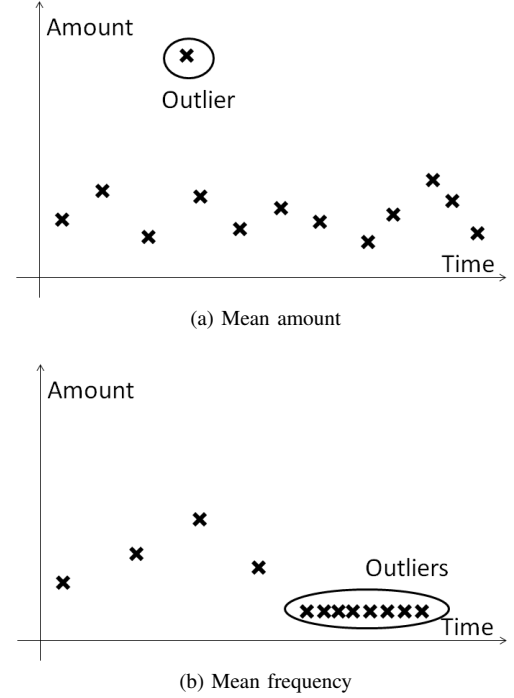 Amount
Outlier
Time
(a) Mean amount
Amount
Outliers
Time
(b) Mean frequency